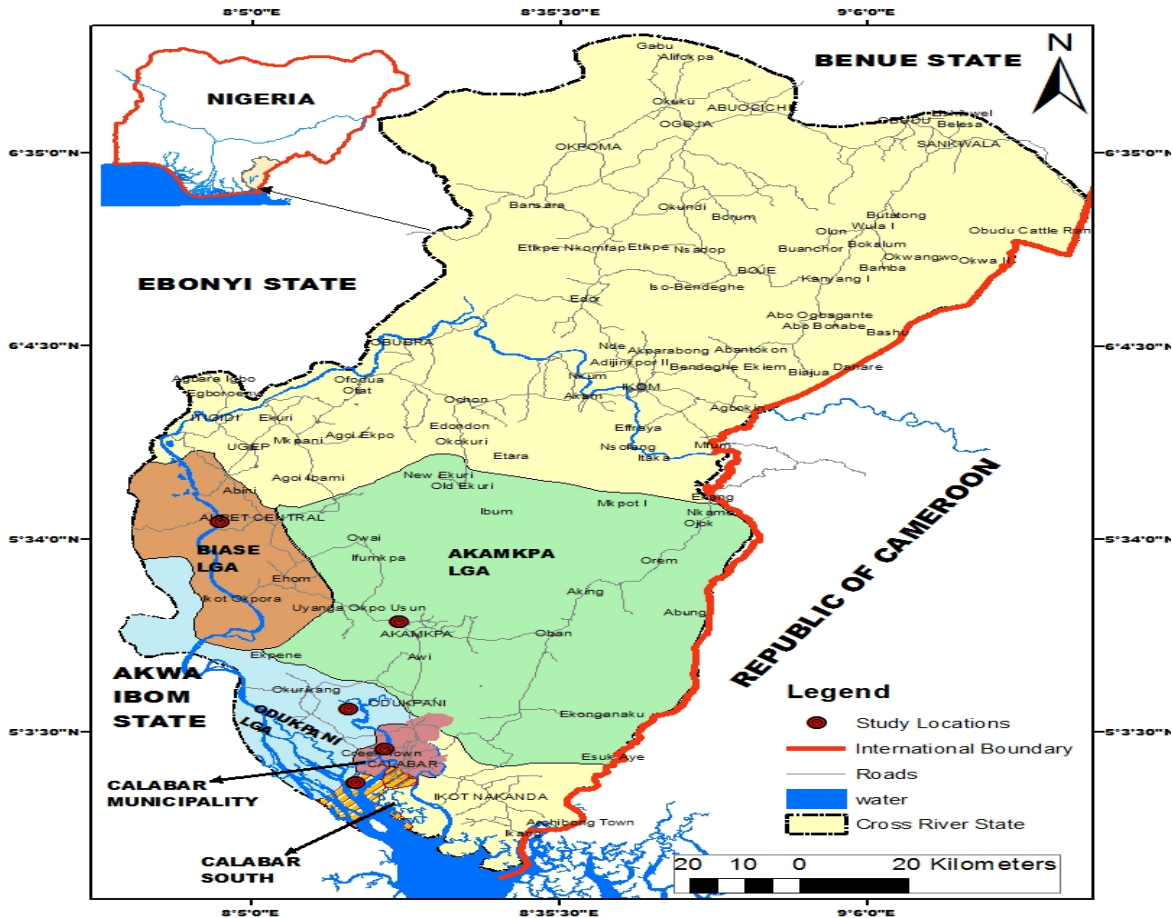 8°5'0"E
8°35'30"E
9°6'0"E
6°35'0"N
6°35'0"N
6°4'30"N
6°4'30"N
5°34'0"N
5°34'0"N
5°3'30"N
5°3'30"N
8°5'0"E
8°35'30"E
9°6'0"E
NIGERIA
BENUE STATE
N
EBONYI STATE
Gabu
Alifokpa
Okuku
OGOJA
OKPOMA
Belesa
SANKWALA
Bansara
Okundi
Borum
Butatong
Wula I
Etikpe
Nkomfap
Etikpe
Nsadop
Olon
Buanchor
Bokalum
Okwangwo
Bamba
Okwa II
Obudu Cattle Ran
BOJE
Kanyang I
Iso-Bendeghe
Edor
Abo Ogbagante
Abo Bonabe
Bashu
OBUBRA
Nde
Akparabong
Abantokon
Adijinkpor II
Bendeghe Ekiem
Biajua
Danare
Nkum
IKOM
Akam
Agbokim
Ofodua
Ofat
Ochon
Effraya
Edondon
Okokuri
Nsofang
Itaka
Mfum
Etara
Ekuri
UGEP
Mkpani
Agoi Ekpo
Agoi Ibami
Abini
New Ekuri
Old Ekuri
Ibum
Mkpot I
Ekang
Nkame
Ojok
BIASE
LGA
Owai
Ifumkpa
AKAMKPA
LGA
Orem
Ehom
Ikot Okpora
Uyanga
Okpo
Usun
AKAMKPA
Aking
Oban
Abung
Awi
Ekpene
Okurikang
ODUKPANI
ODUKPANI
LGA
Ekonganaku
Esuk Aye
Creek Town
CALABAR
IKOT NAKANDA
Archibong Town
Ikang
AKWA
IBOM
STATE
CALABAR
MUNICIPALITY
CALABAR
SOUTH
REPUBLIC OF CAMEROON
Legend
Study Locations
International Boundary
Roads
water
Cross River State
20 10 0 20 Kilometers